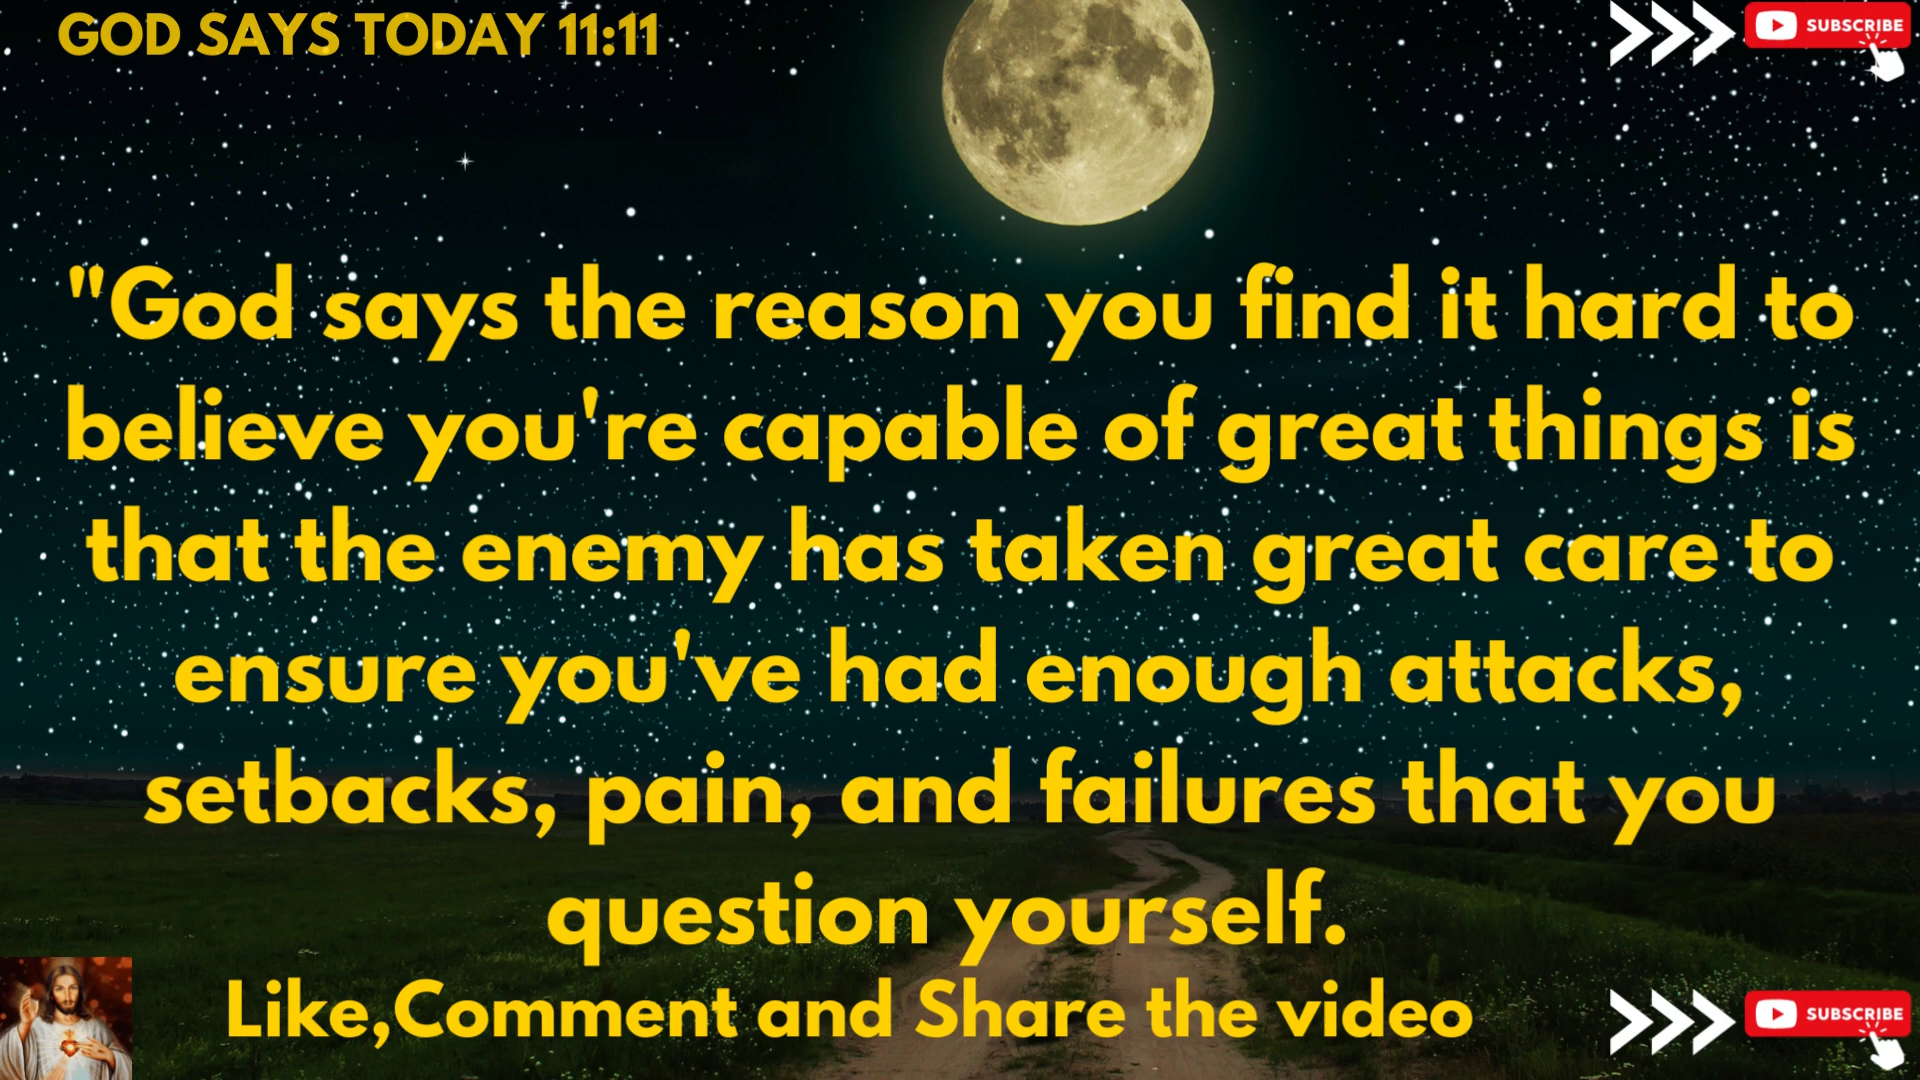 GOD SAYS TODAY 11:11
SUBSCRIBE
"God says the reason you find it hard to
believe you're capable of great things is
that the enemy has taken great care to
ensure you've had enough attacks,
setbacks, pain, and failures that you
question yourself.
Like,Comment and Share the video
SUBSCRIBE